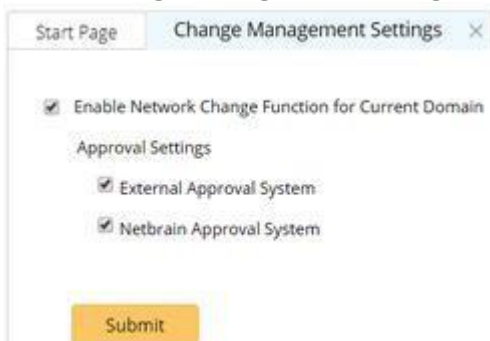 Start Page Change Management Settings ×
Enable Network Change Function for Current Domain
Approval Settings
External Approval System
Netbrain Approval System
Submit